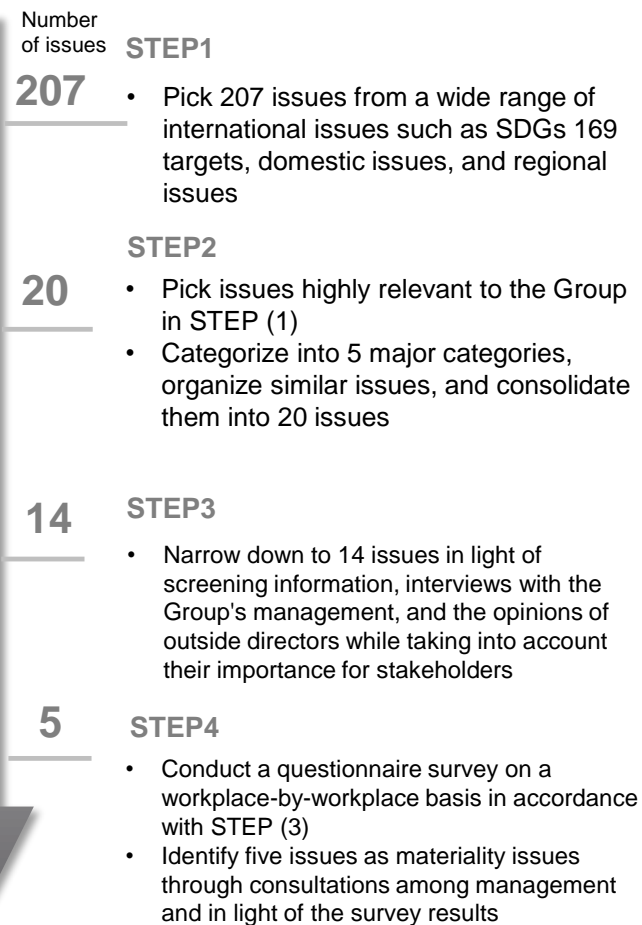 Number
of issues
STEP1
207
• Pick 207 issues from a wide range of
international issues such as SDGs 169
targets, domestic issues, and regional
issues
STEP2
20
• Pick issues highly relevant to the Group
in STEP (1)
• Categorize into 5 major categories,
organize similar issues, and consolidate
them into 20 issues
14
STEP3
• Narrow down to 14 issues in light of
screening information, interviews with the
Group's management, and the opinions of
outside directors while taking into account
their importance for stakeholders
5
STEP4
• Conduct a questionnaire survey on a
workplace-by-workplace basis in accordance
with STEP (3)
• Identify five issues as materiality issues
through consultations among management
and in light of the survey results